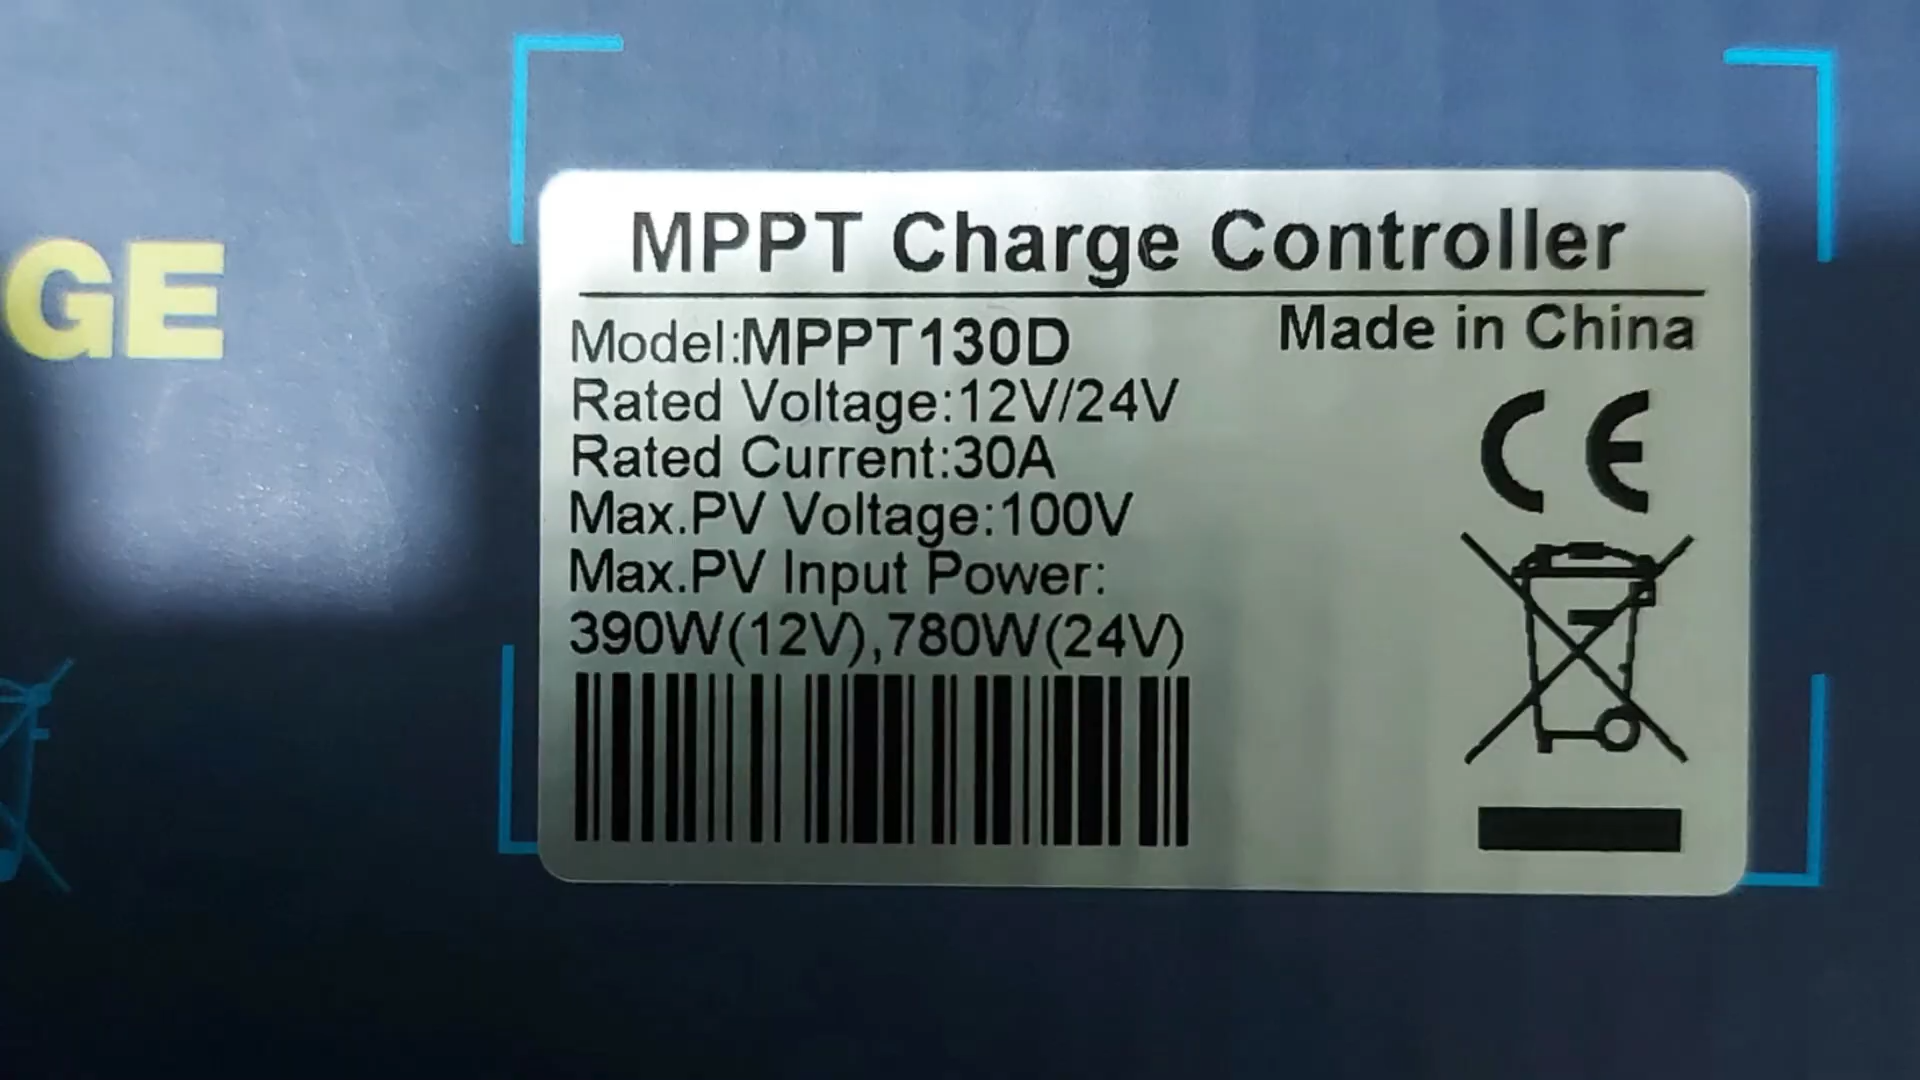 GE
MPPT Charge Controller
Model:MPPT130D
Made in China
Rated Voltage:12V/24V
Rated Current:30A
Max.PV Voltage:100V
Max.PV Input Power:
390W(12V),780W(24V)
CE